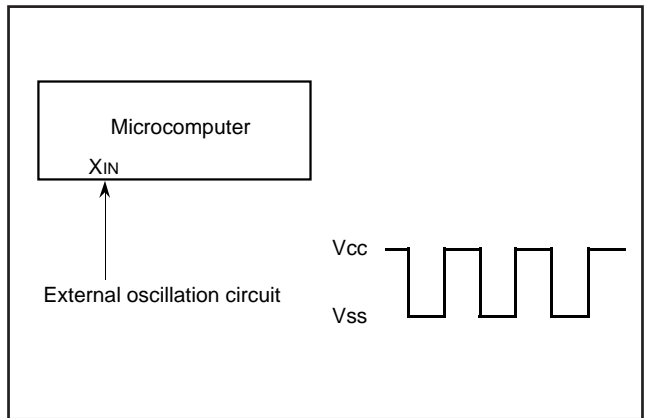 Microcomputer
XIN
External oscillation circuit
Vcc
Vss